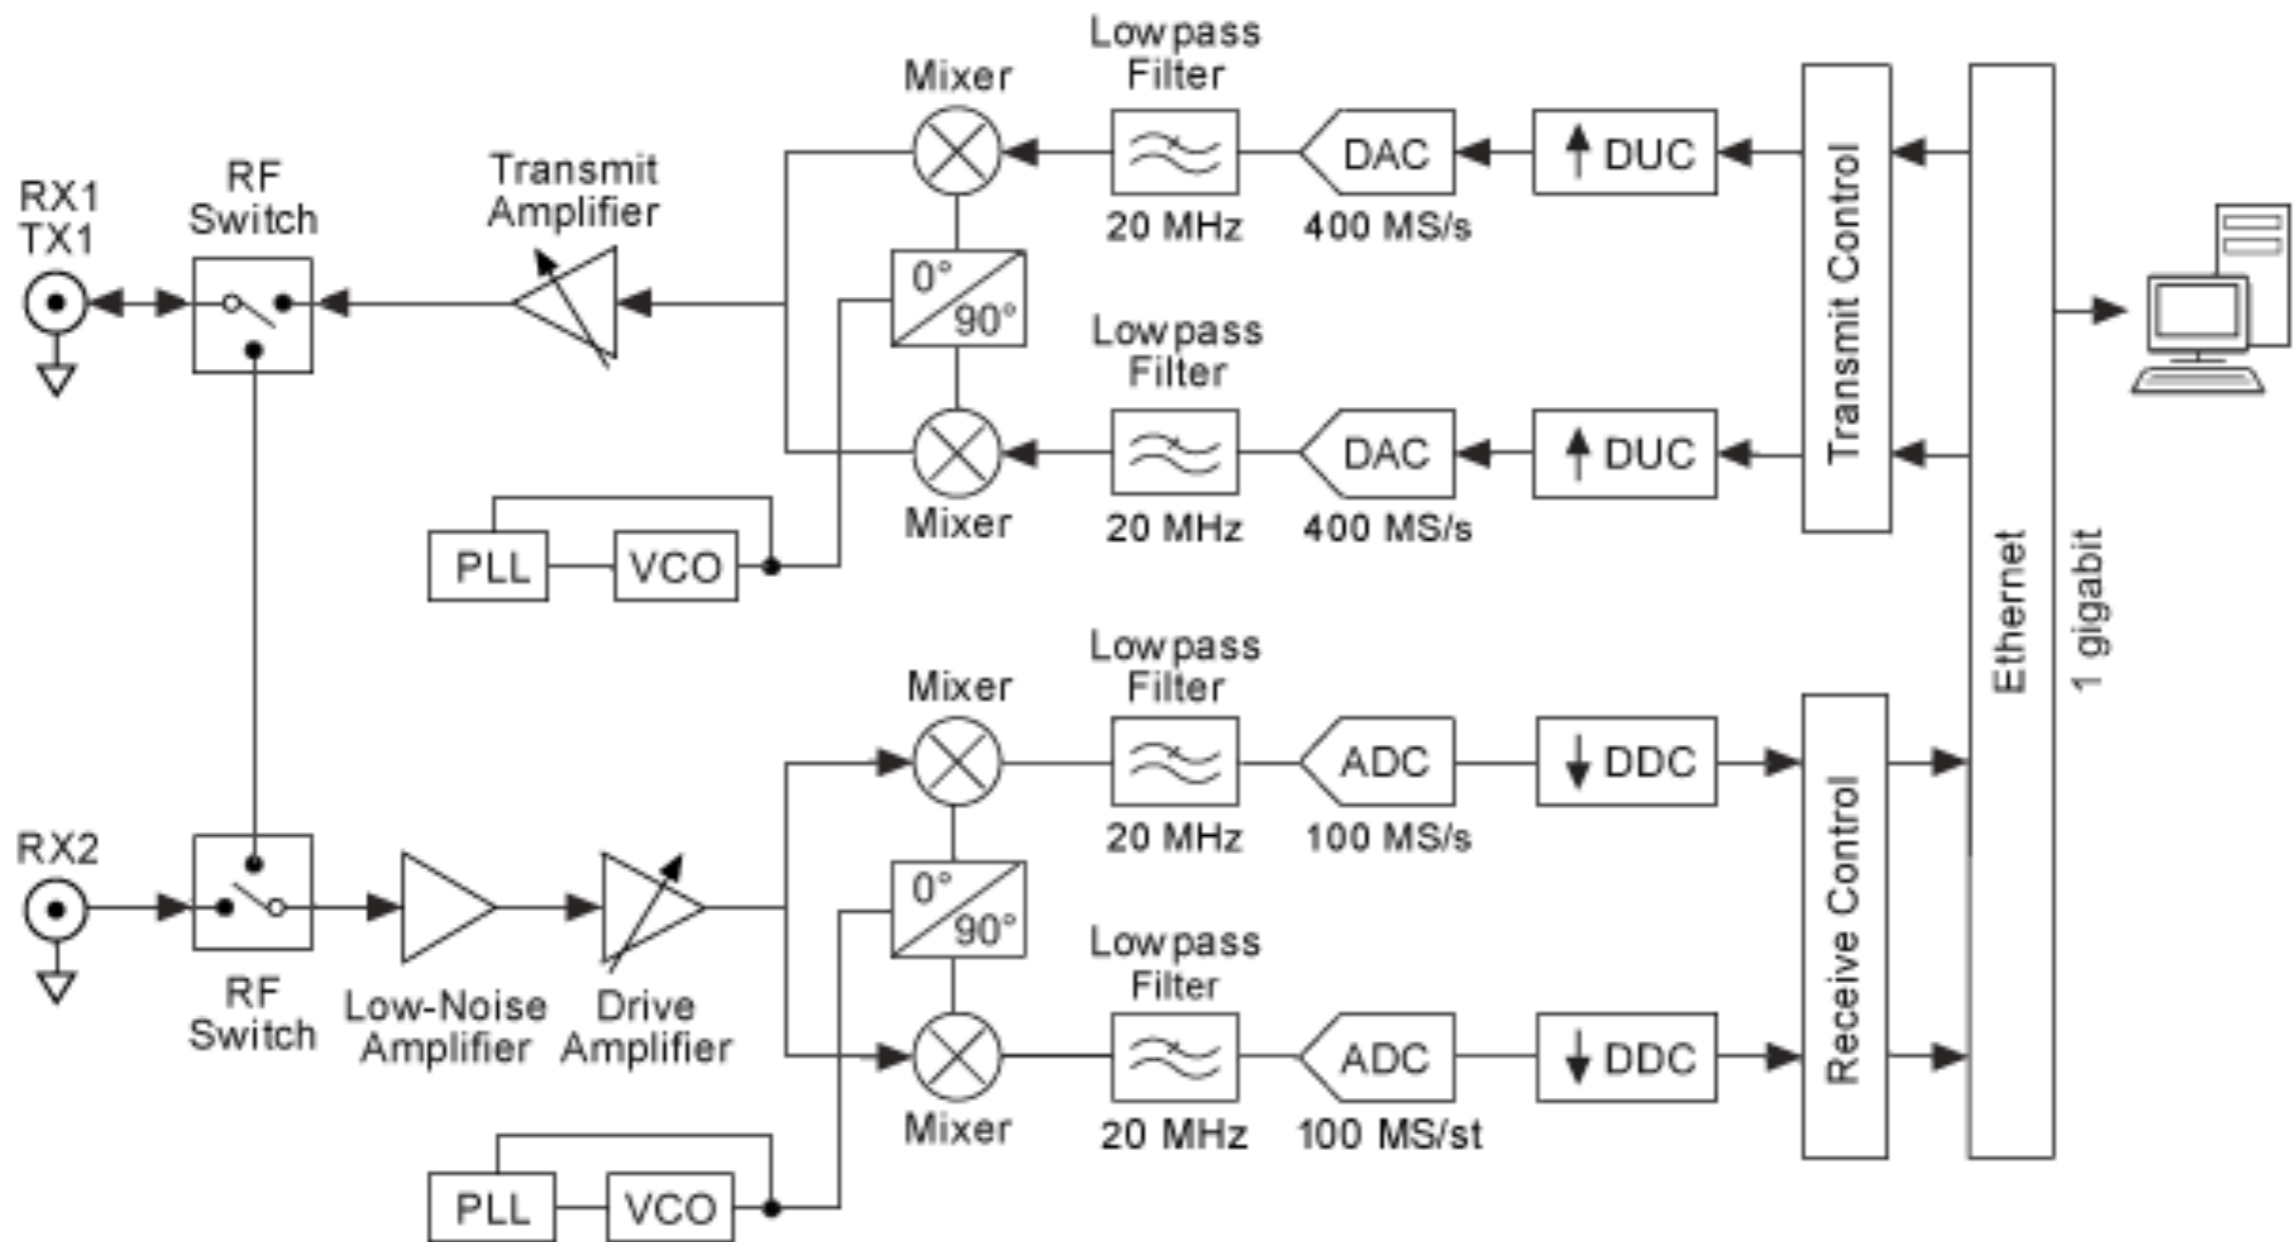 Lowpass
Filter
Mixer
RX1
TX1
RF
Switch
Transmit
Amplifier
DAC
DUC
20 MHz
400 MS/s
0°
90°
Transmit Control
Lowpass
Filter
DAC
DUC
Mixer
20 MHz
400 MS/s
PLL
VCO
Ethernet
1 gigabit
Lowpass
Filter
Mixer
ADC
DDC
20 MHz
100 MS/s
RX2
RF
Switch
Low-Noise
Amplifier
Drive
Amplifier
0°
90°
Receive Control
Lowpass
Filter
ADC
DDC
Mixer
20 MHz
100 MS/st
PLL
VCO